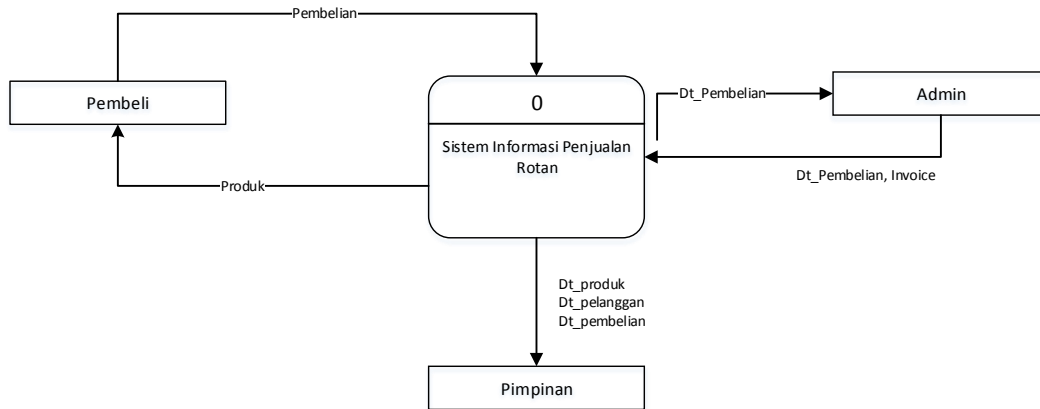 Pembelian
Pembeli
0
Dt_Pembelian
Admin
Sistem Informasi Penjualan
Rotan
Dt_Pembelian, Invoice
Produk
Dt_produk
Dt_pelanggan
Dt_pembelian
Pimpinan